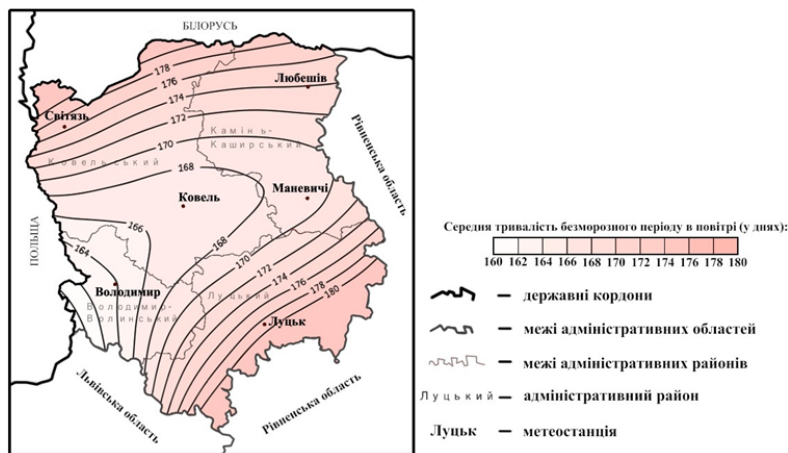 БІЛОРУСЬ
178
176
Любешів
174
Світязь
172
Камінь-
Каширський
170
Ковельський
168
Рівненська область
Маневичі
Ковель
ПОЛЬЩА
166
168
164
170
172
Володимир
174
Луцький
176
178
180
Володимир-
Волинський
Луцьк
Львівська область
Рівненська область
Середня тривалість безморозного періоду в повітрі (у днях):
160 162 164 166 168 170 172 174 176 178 180
– державні кордони
– межі адміністративних областей
– межі адміністративних районів
Луцький – адміністративний район
Луцьк – метеостанція